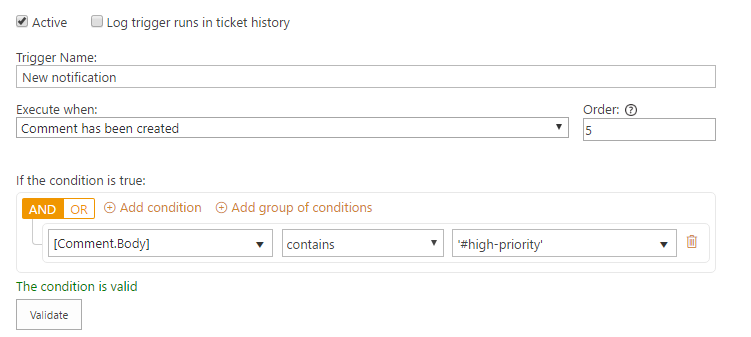 Active Log trigger runs in ticket history
Trigger Name:
New notification
Execute when: Order: ?
Comment has been created 5
If the condition is true:
AND OR Add condition Add group of conditions
[Comment.Body] contains '#high-priority'
The condition is valid
Validate